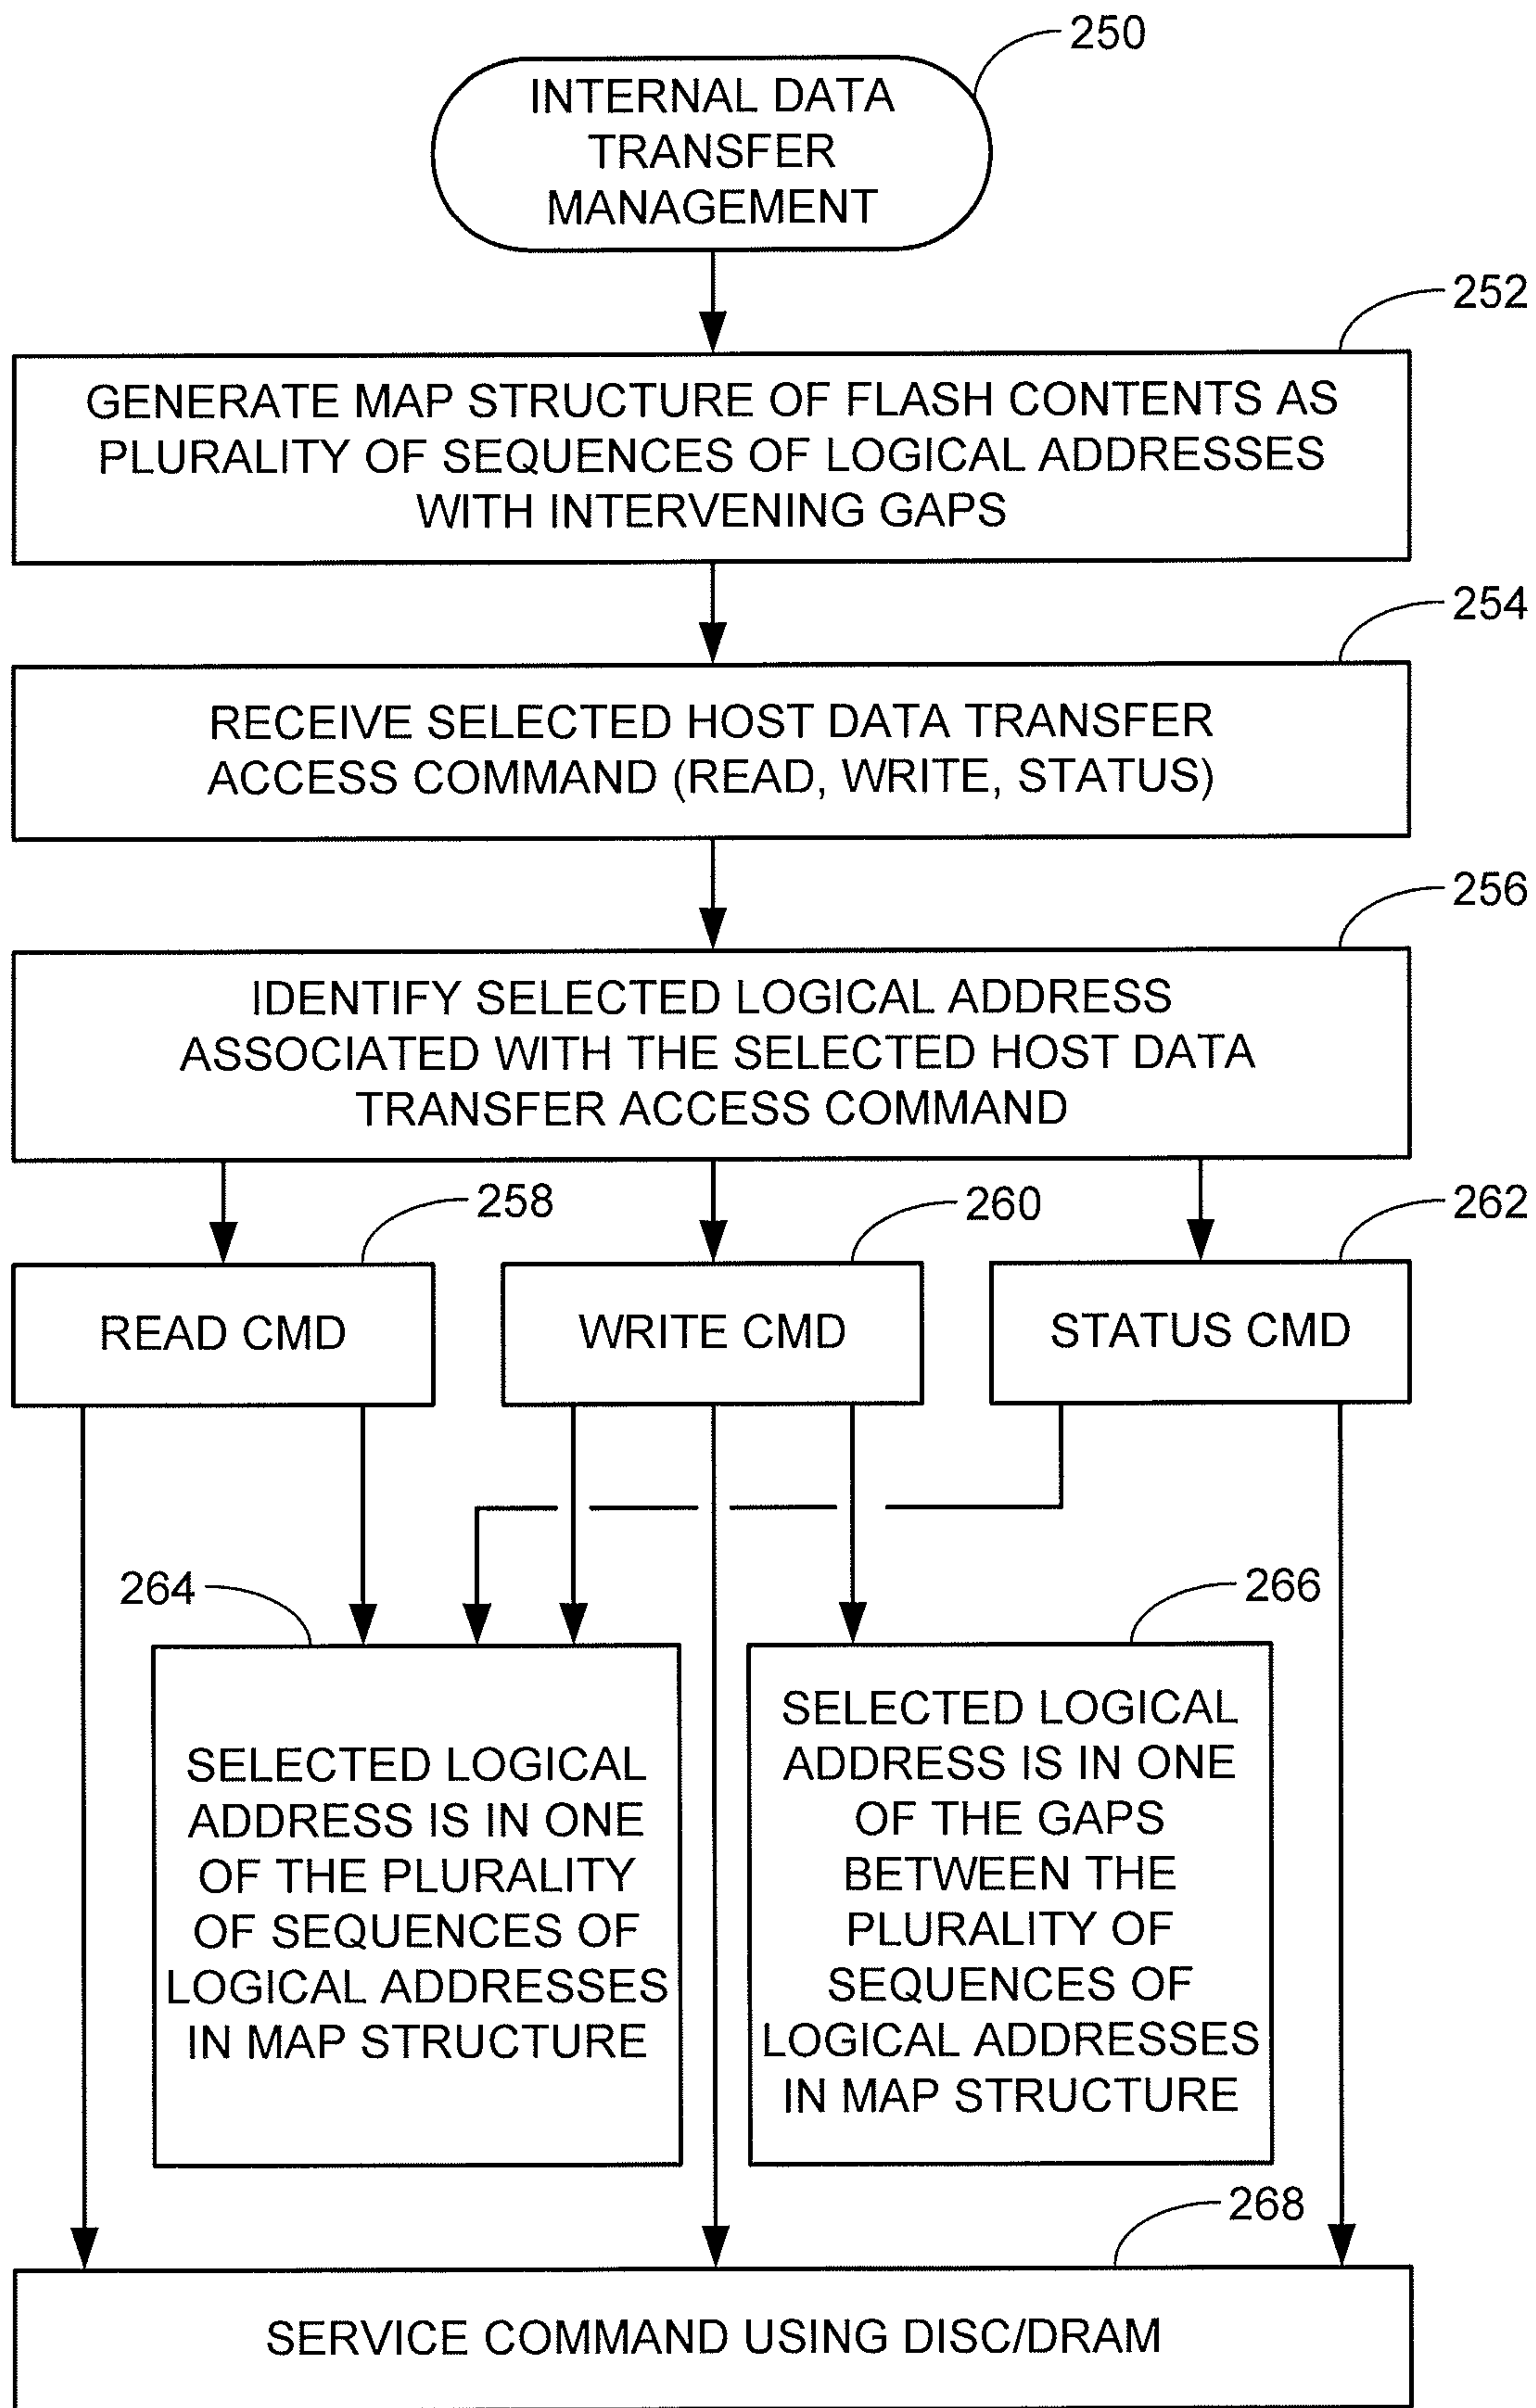 250
INTERNAL DATA
TRANSFER
MANAGEMENT
252
GENERATE MAP STRUCTURE OF FLASH CONTENTS AS
PLURALITY OF SEQUENCES OF LOGICAL ADDRESSES
WITH INTERVENING GAPS
254
RECEIVE SELECTED HOST DATA TRANSFER
ACCESS COMMAND (READ, WRITE, STATUS)
256
IDENTIFY SELECTED LOGICAL ADDRESS
ASSOCIATED WITH THE SELECTED HOST DATA
TRANSFER ACCESS COMMAND
258
260
262
READ CMD
WRITE CMD
STATUS CMD
264
266
SELECTED LOGICAL
ADDRESS IS IN ONE
OF THE PLURALITY
OF SEQUENCES OF
LOGICAL ADDRESSES
IN MAP STRUCTURE
SELECTED LOGICAL
ADDRESS IS IN ONE
OF THE GAPS
BETWEEN THE
PLURALITY OF
SEQUENCES OF
LOGICAL ADDRESSES
IN MAP STRUCTURE
268
SERVICE COMMAND USING DISC/DRAM